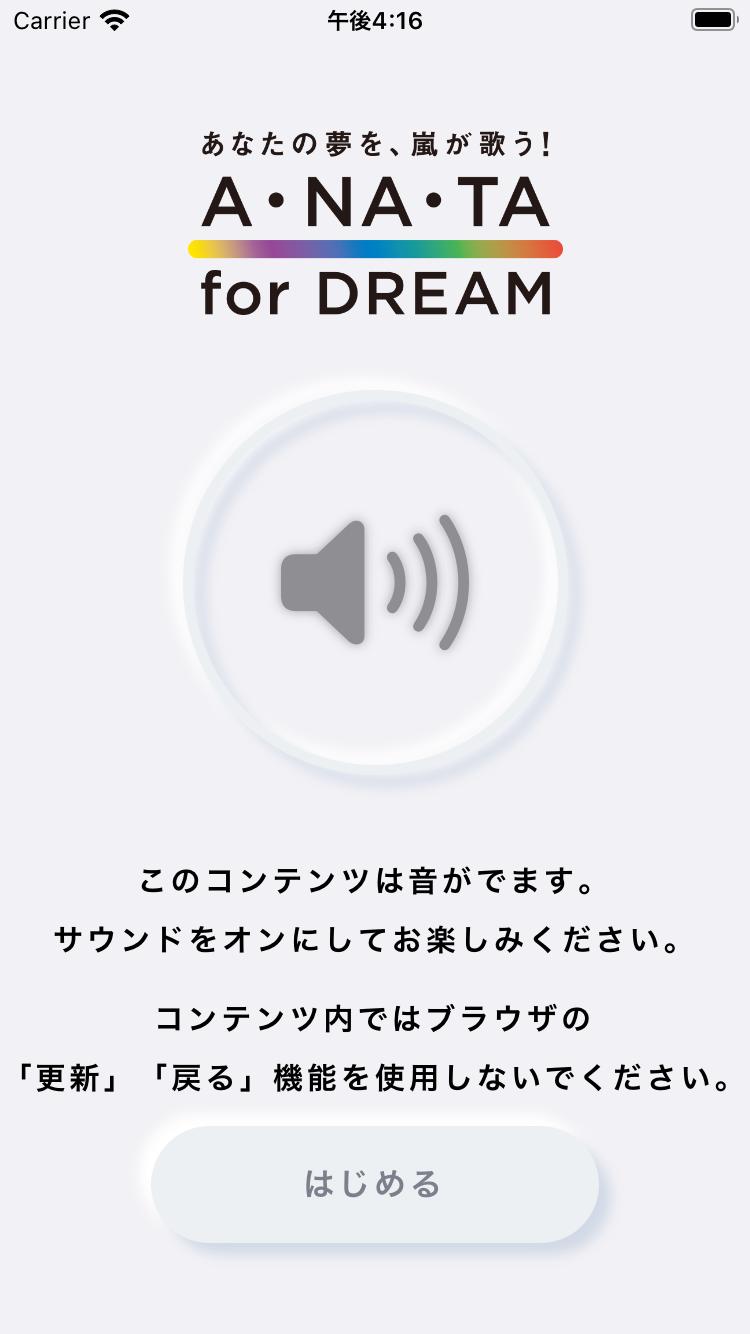 Carrier 午後4:16
あなたの夢を、嵐が歌う!
A・NA・TA
for DREAM
このコンテンツは音がでます。
サウンドをオンにしてお楽しみください。
コンテンツ内ではブラウザの
「更新」「戻る」機能を使用しないでください。
はじめる